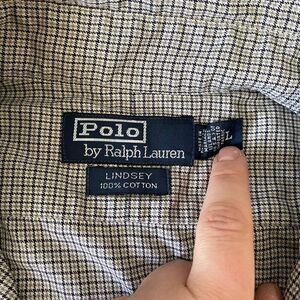 Polo
by Ralph Lauren
L
LINDSEY
100% COTTON